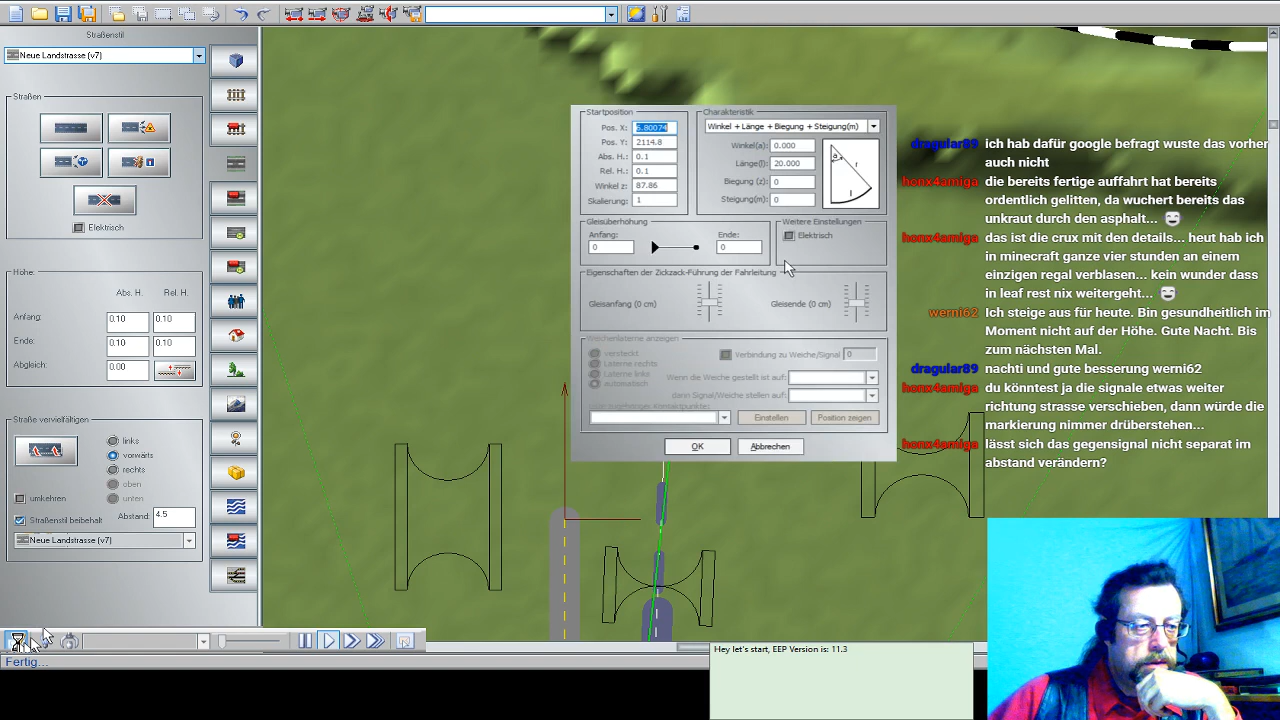 Straßenstil
Neue Landstrasse (v7)
Straßen
Elektrisch
Höhe:
Abs. H.
Rel. H.:
Anfang:
0.10
0.10
Ende:
0.10
0.10
Abgleich:
0.00
Straße vervielfältigen
links
vorwärts
rechts
oben
unten
umkehren
Straßenstil beibehalt
Abstand:
4.5
Neue Landstrasse (v7)
Fertig...
Startposition
Pos. X:
6.80074
Pos. Y:
2114.8
Abs. H.:
0.1
Rel. H.:
0.1
Winkel z:
87.86
Skalierung:
1
Charakteristik
Winkel + Länge + Biegung + Steigung(m)
Winkel(a):
0.000
Länge(l):
20.000
Biegung (z):
0
Steigung(m):
0
a
r
l
Gleisüberhöhung
Anfang:
0
Ende:
0
Weitere Einstellungen
Elektrisch
Eigenschaften der Zickzack-Führung der Fahrleitung
Gleisanfang (0 cm)
Gleisende (0 cm)
Weichenlaterne anzeigen
versteckt
Laterne rechts
Laterne links
automatisch
Verbindung zu Weiche/Signal
0
Wenn die Weiche gestellt ist auf:
dann Signal/Weiche stellen auf:
Einstellen
Position zeigen
OK
Abbrechen
dragular89 ich hab dafür google befragt wuste das vorher
auch nicht
honx4amiga die bereits fertige auffahrt hat bereits
ordentlich gelitten, da wuchert bereits das
unkraut durch den asphalt...
honx4amiga das ist die crux mit den details... heut hab ich
in minecraft ganze vier stunden an einem
einzigen regal verblasen... kein wunder dass
in leaf rest nix weitergeht...
werni62 Ich steige aus für heute. Bin gesundheitlich im
Moment nicht auf der Höhe. Gute Nacht. Bis
zum nächsten Mal.
dragular89 nachti und gute besserung werni62
honx4amiga du könntest ja die signale etwas weiter
richtung strasse verschieben, dann würde die
markierung nimmer drüberstehen...
honx4amiga lässt sich das gegensignal nicht separat im
abstand verändern?
Hey let's start, EEP Version is: 11.3